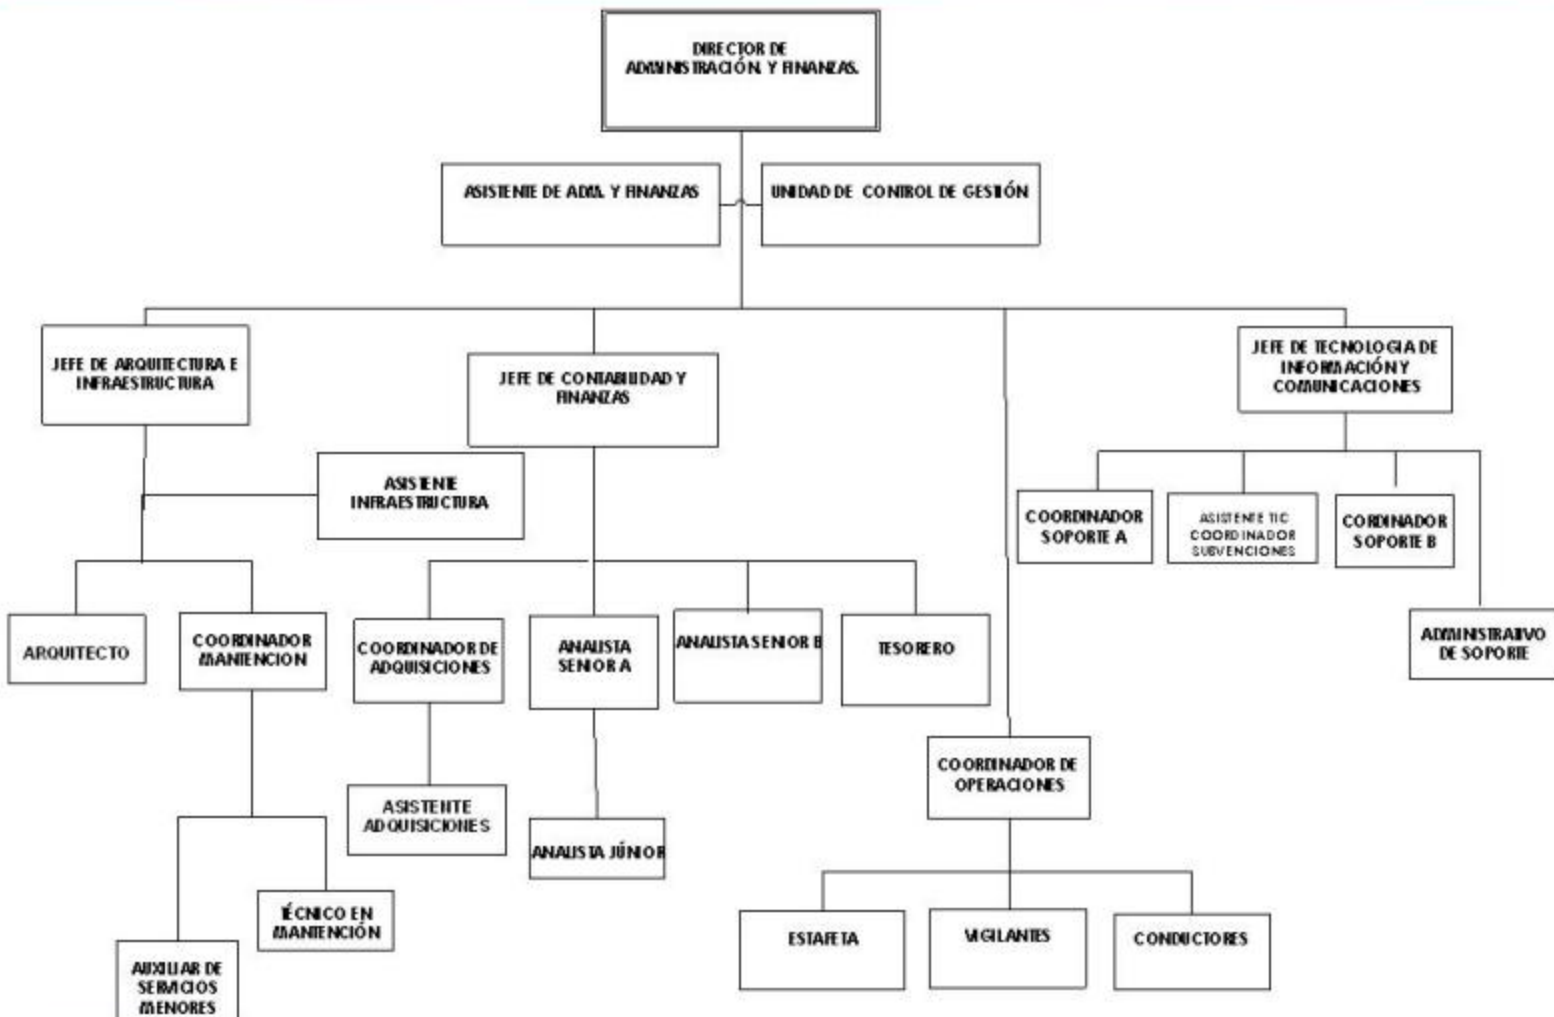 DIRECTOR DE
ADMINISTRACIÓN. Y FINANZAS.
ASISTENTE DE ADM. Y FINANZAS
UNIDAD DE CONTROL DE GESTIÓN
JEFE DE ARQUITECTURA E
INFRAESTRUCTURA
JEFE DE CONTABILIDAD Y
FINANZAS
JEFE DE TECNOLOGIA DE
INFORMACIÓN Y
COMUNICACIONES
ASISTENTE
INFRAESTRUCTURA
COORDINADOR
SOPORTE A
ASISTENTE TIC
COORDINADOR
SUBVENCIONES
CORDINADOR
SOPORTE B
ARQUITECTO
COORDINADOR
MANTENCION
COORDINADOR DE
ADQUISICIONES
ANALISTA
SENIOR A
ANALISTA SENIOR B
TESORERO
ADMINISTRATIVO
DE SOPORTE
COORDINADOR DE
OPERACIONES
ASISTENTE
ADQUISICIONES
ANALISTA JÚNIOR
TÉCNICO EN
MANTENCIÓN
AUXILIAR DE
SERVICIOS
MENORES
ESTAFETA
VIGILANTES
CONDUCTORES